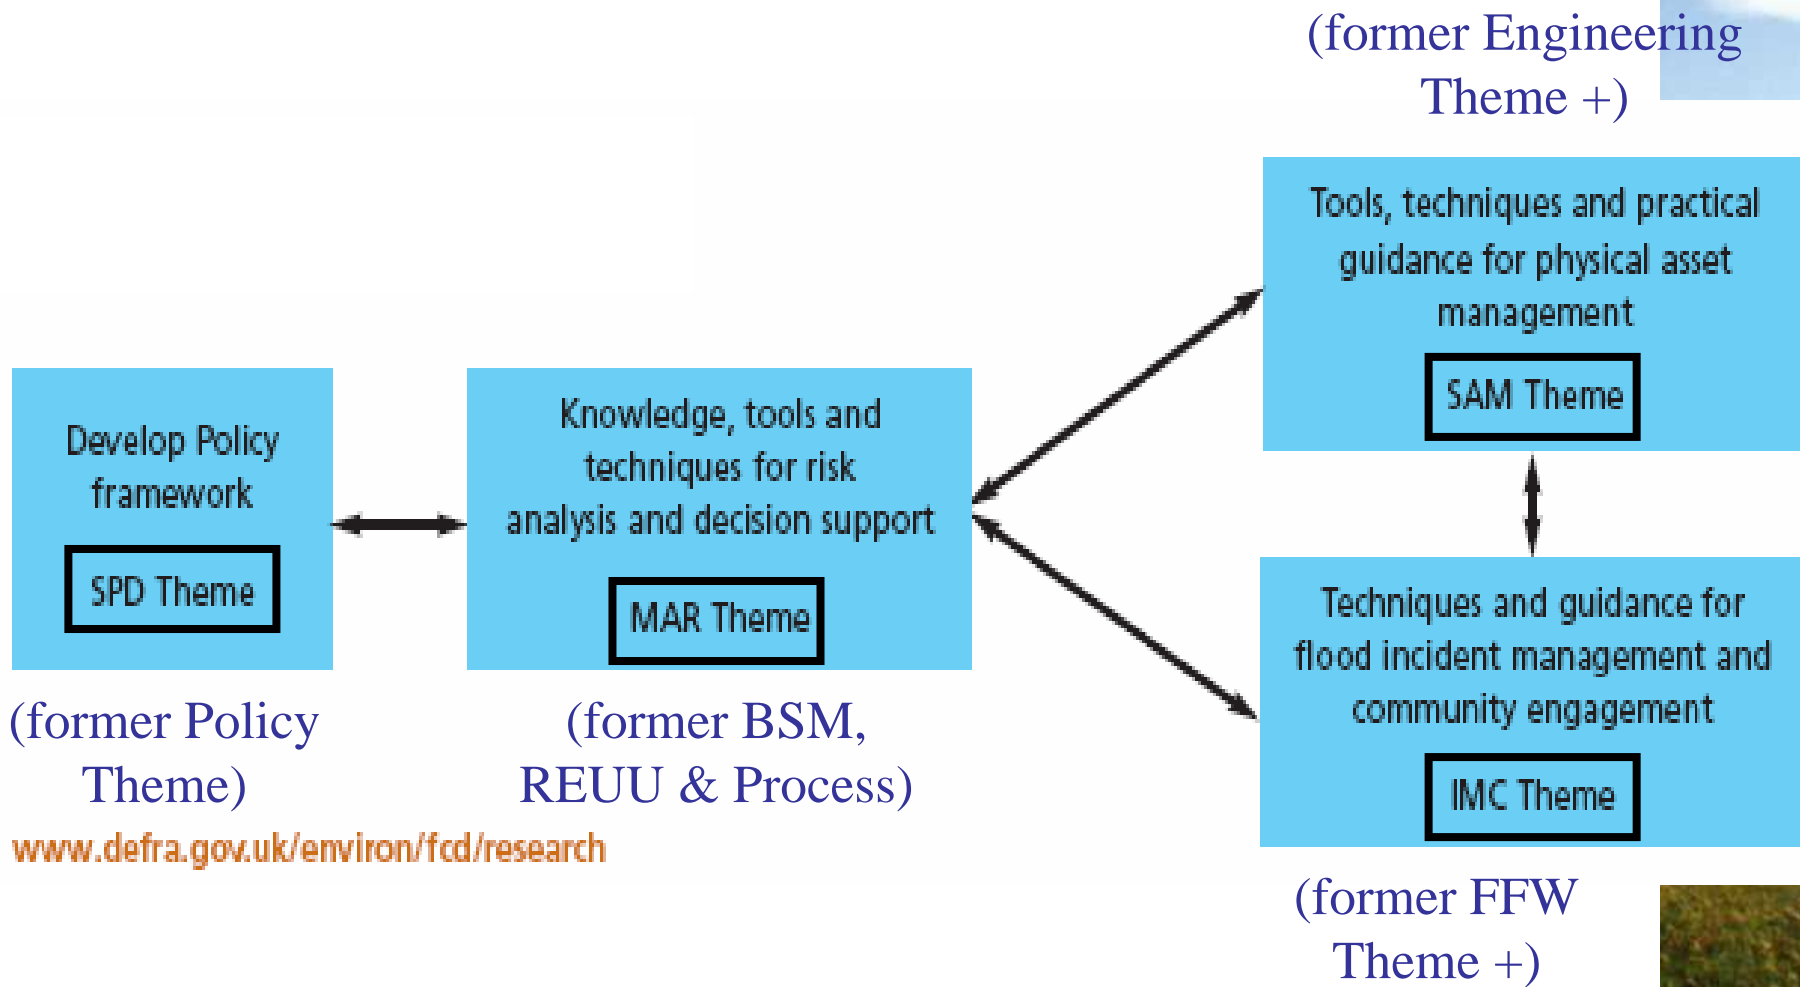 (former Engineering
Theme +)
Tools, techniques and practical
guidance for physical asset
management
SAM Theme
Develop Policy
framework
SPD Theme
Knowledge, tools and
techniques for risk
analysis and decision support
MAR Theme
Techniques and guidance for
flood incident management and
community engagement
IMC Theme
(former Policy
Theme)
(former BSM,
REUU & Process)
www.defra.gov.uk/environ/fcd/research
(former FFW
Theme +)